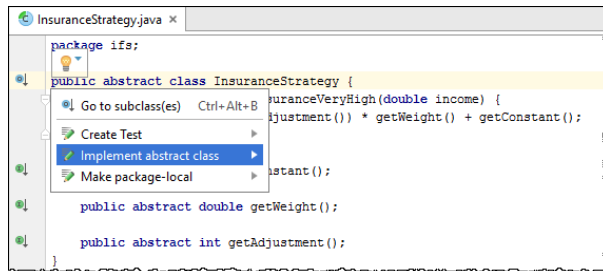 InsuranceStrategy.java ×
package ifs;
public abstract class InsuranceStrategy {
Go to subclass(es) Ctrl+Alt+B
suranceVeryHigh(double income) {
justment()) * getWeight() + getConstant();
Create Test
Implement abstract class
stant();
Make package-local
public abstract double getWeight();
public abstract int getAdjustment();
}